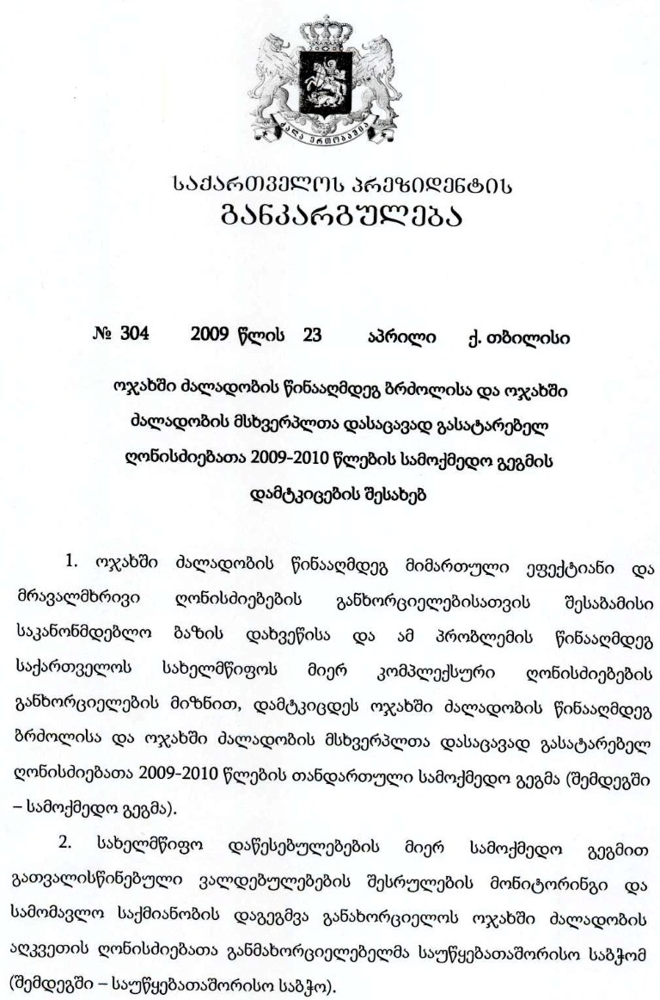 ძალა ერთობაშია
საქართველოს პრეზიდენტის
განკარგულება
№ 304 2009 წლის 23 აპრილი ქ. თბილისი
ოჯახში ძალადობის წინააღმდეგ ბრძოლისა და ოჯახში
ძალადობის მსხვერპლთა დასაცავად გასატარებელ
ღონისძიებათა 2009-2010 წლების სამოქმედო გეგმის
დამტკიცების შესახებ
1. ოჯახში ძალადობის წინააღმდეგ მიმართული ეფექტიანი და
მრავალმხრივი ღონისძიებების განხორციელებისათვის შესაბამისი
საკანონმდებლო ბაზის დახვეწისა და ამ პრობლემის წინააღმდეგ
საქართველოს სახელმწიფოს მიერ კომპლექსური ღონისძიებების
განხორციელების მიზნით, დამტკიცდეს ოჯახში ძალადობის წინააღმდეგ
ბრძოლისა და ოჯახში ძალადობის მსხვერპლთა დასაცავად გასატარებელ
ღონისძიებათა 2009-2010 წლების თანდართული სამოქმედო გეგმა (შემდეგში
– სამოქმედო გეგმა).
2. სახელმწიფო დაწესებულებების მიერ სამოქმედო გეგმით
გათვალისწინებული ვალდებულებების შესრულების მონიტორინგი და
სამომავლო საქმიანობის დაგეგმვა განახორციელოს ოჯახში ძალადობის
აღკვეთის ღონისძიებათა განმახორციელებელმა საუწყებათაშორისო საბჭომ
(შემდეგში – საუწყებათაშორისო საბჭო).